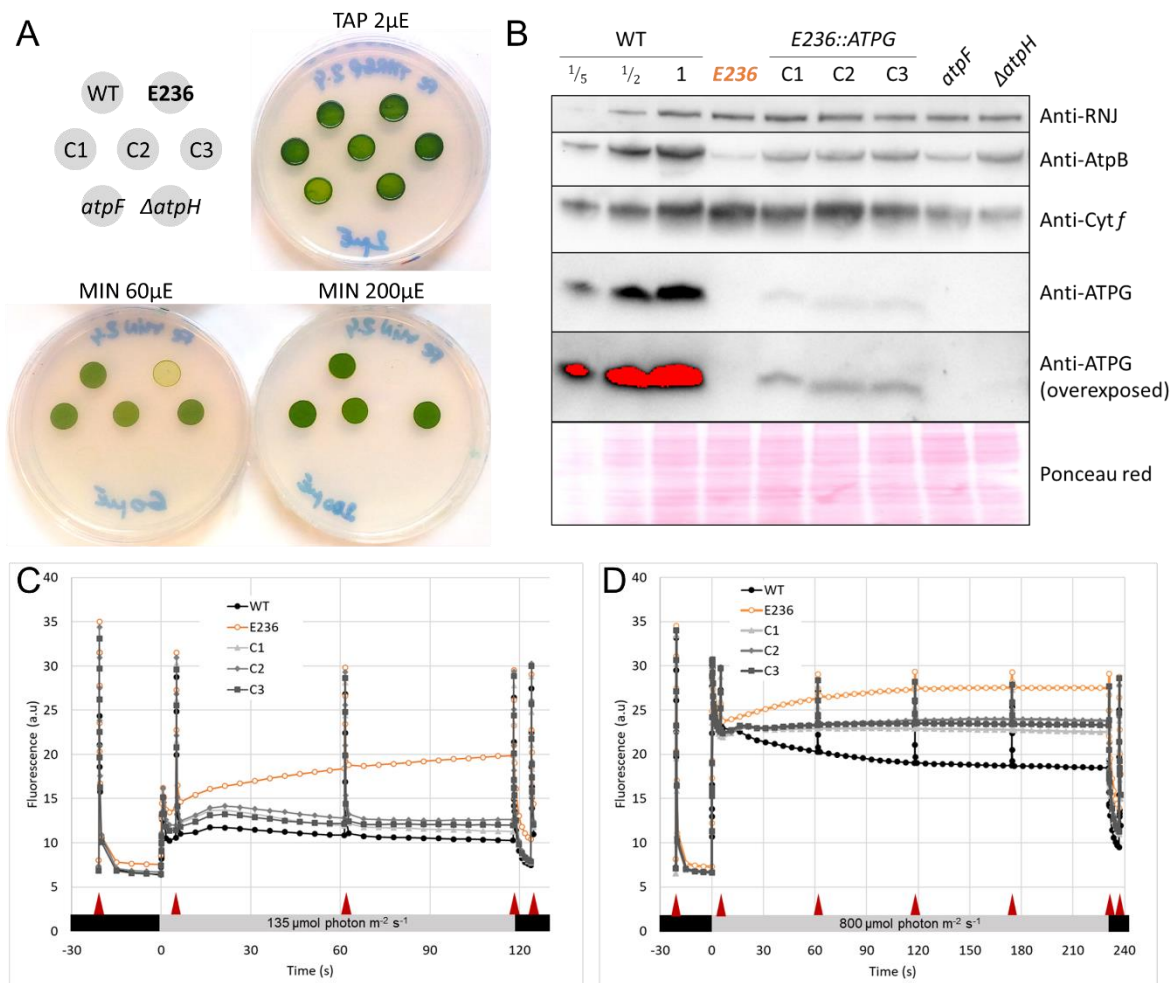 A
TAP 2µE
WT E236
C1 C2 C3
atpF ΔatpH
2µE
MIN 60µE
MIN 200µE
60µE
200µE
B
WT
E236::ATPG
1/5 1/2 1 E236 C1 C2 C3 atpF ΔatpH
Anti-RNJ
Anti-AtpB
Anti-Cyt f
Anti-ATPG
Anti-ATPG
(overexposed)
Ponceau red
C
Fluorescence (a.u)
40
35
30
25
20
15
10
5
0
WT
E236
C1
C2
C3
135 µmol photon m⁻² s⁻¹
-30 0 30 60 90 120
Time (s)
D
Fluorescence (a.u)
40
35
30
25
20
15
10
5
0
WT
E236
C1
C2
C3
800 µmol photon m⁻² s⁻¹
-30 0 30 60 90 120 150 180 210 240
Time (s)